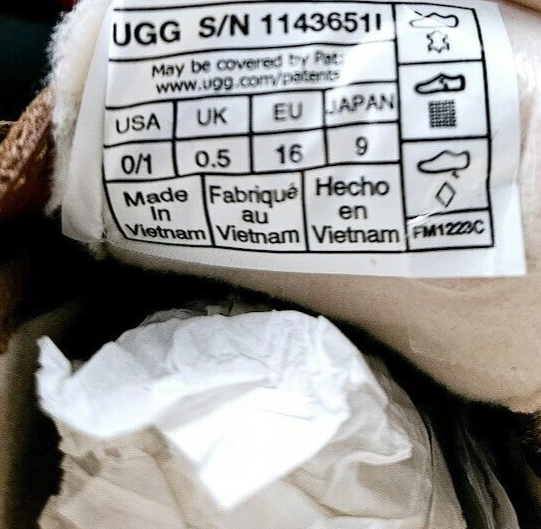 UGG S/N 1143651I
May be covered by Pat:
www.ugg.com/patents
USA UK EU JAPAN
0/1 0.5 16 9
Made in Vietnam
Fabriqué au Vietnam
Hecho en Vietnam
FM1223C